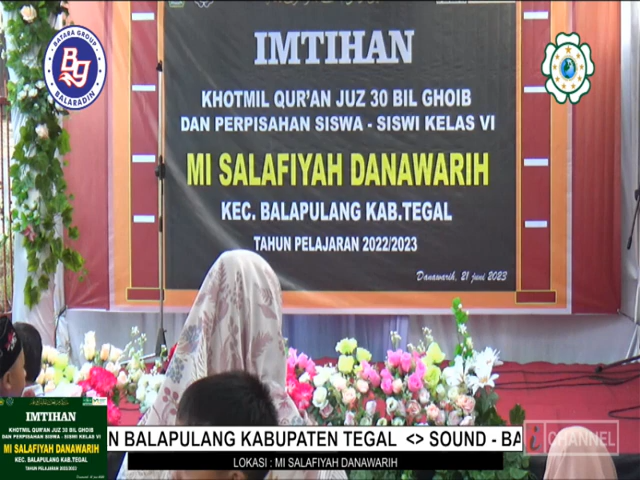 BATARA GROUP
BG
BALARADIN
IMTIHAN
KHOTMIL QUR'AN JUZ 30 BIL GHOIB
DAN PERPISAHAN SISWA - SISWI KELAS VI
MI SALAFIYAH DANAWARIH
KEC. BALAPULANG KAB.TEGAL
TAHUN PELAJARAN 2022/2023
Danawarih, 21 juni 2023
IMTIHAN
KHOTMIL QUR'AN JUZ 30 BIL GHOIB
DAN PERPISAHAN SISWA - SISWI KELAS VI
MI SALAFIYAH DANAWARIH
KEC. BALAPULANG KAB.TEGAL
TAHUN PELAJARAN 2022/2023
N BALAPULANG KABUPATEN TEGAL <> SOUND - BA
i CHANNEL
LOKASI : MI SALAFIYAH DANAWARIH